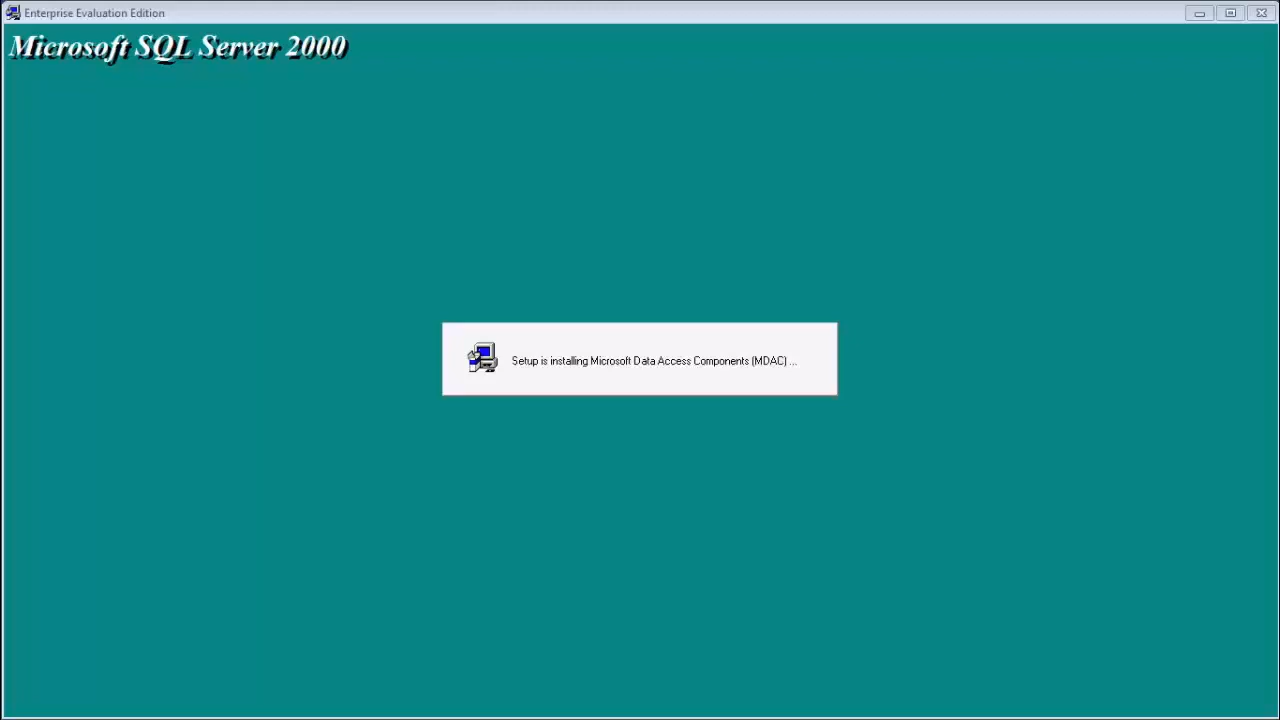 Enterprise Evaluation Edition
Microsoft SQL Server 2000
Setup is installing Microsoft Data Access Components (MDAC) ...